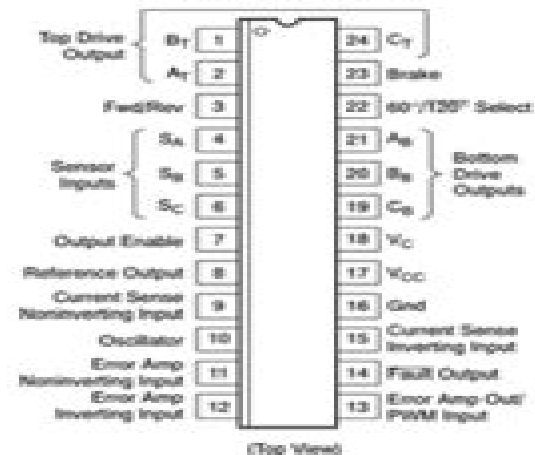 Top Drive
Output
BT 1
AT 2
Fwd/Rev 3
Sensor
Inputs
SA 4
SB 5
SC 6
Output Enable 7
Reference Output 8
Current Sense
Noninverting Input 9
Oscillator 10
Error Amp
Noninverting Input 11
Error Amp
Inverting Input 12
24 CT
23 Brake
22 60°/120° Select
21 AB
20 BB
19 CB
Bottom
Drive
Outputs
18 VC
17 VCC
16 Gnd
15 Current Sense
Inverting Input
14 Fault Output
13 Error Amp Out/
PWM Input
(Top View)